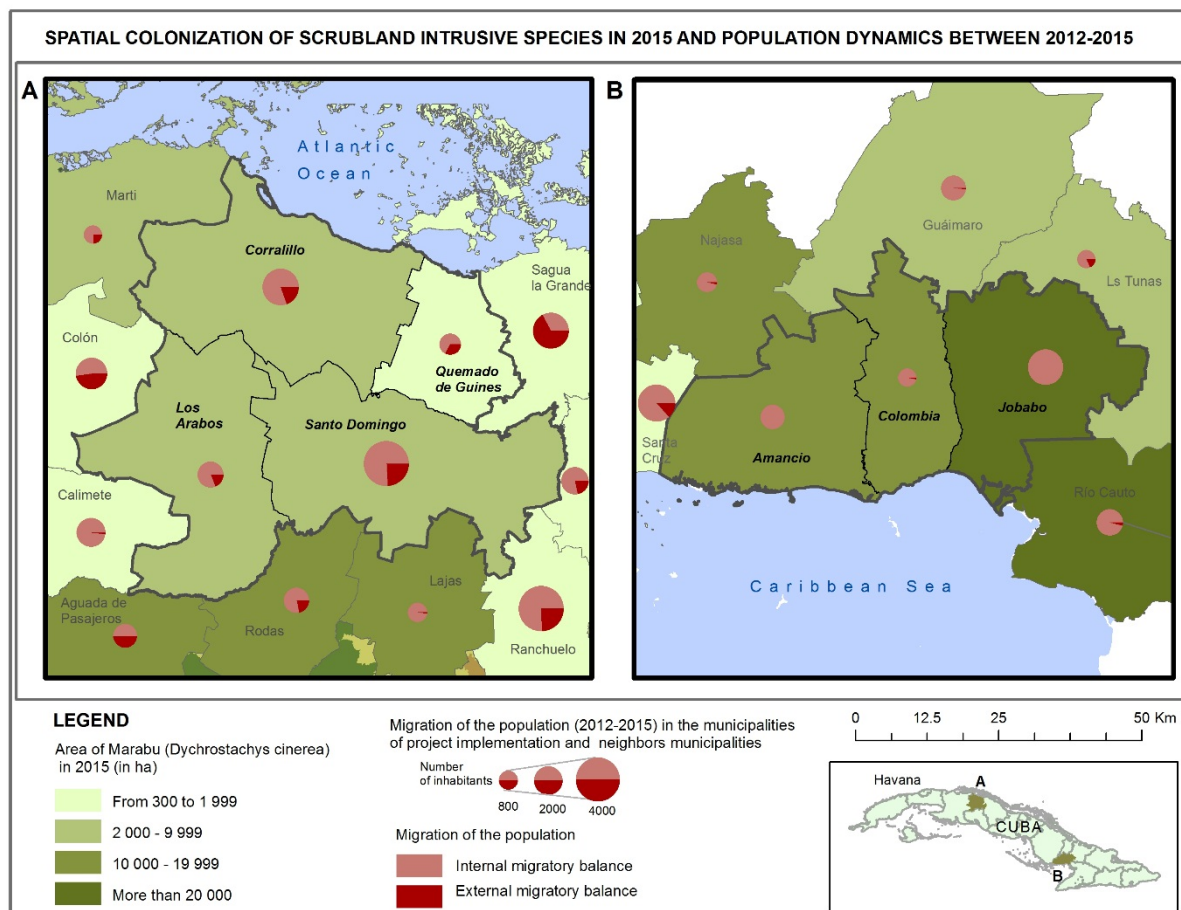 SPATIAL COLONIZATION OF SCRUBLAND INTRUSIVE SPECIES IN 2015 AND POPULATION DYNAMICS BETWEEN 2012-2015
A
Atlantic
Ocean
Marti
Corralillo
Sagua
la Grande
Colón
Quemado
de Guines
Los
Arabos
Santo Domingo
Calimete
Aguada de
Pasajeros
Rodas
Lajas
Ranchuelo
B
Guáimaro
Najasa
Ls Tunas
Santa
Cruz
Amancio
Colombia
Jobabo
Río Cauto
Caribbean Sea
LEGEND
Area of Marabu (Dychrostachys cinerea)
in 2015 (in ha)
From 300 to 1 999
2 000 - 9 999
10 000 - 19 999
More than 20 000
Migration of the population (2012-2015) in the municipalities
of project implementation and neighbors municipalities
Number
of inhabitants
800 2000 4000
Migration of the population
Internal migratory balance
External migratory balance
0 12.5 25 50 Km
Havana
A
CUBA
B